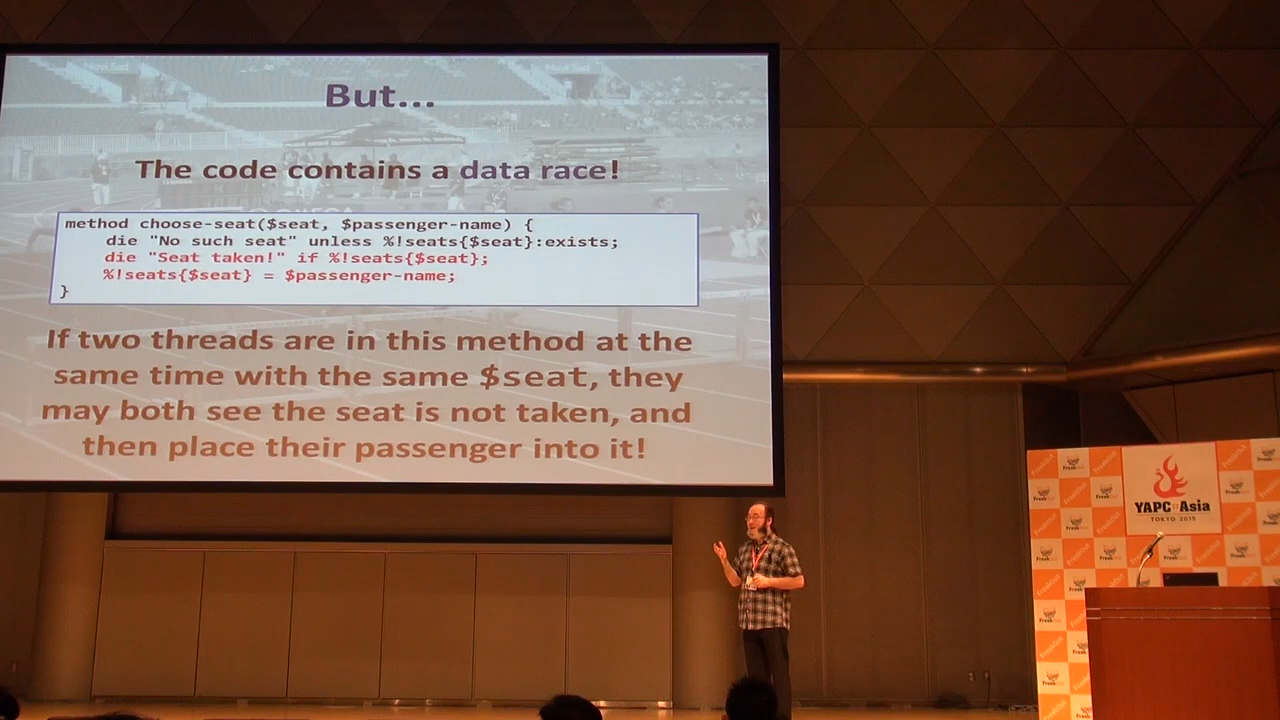 But...
The code contains a data race!
method choose-seat($seat, $passenger-name) {
die "No such seat" unless %!seats{$seat}:exists;
die "Seat taken!" if %!seats{$seat};
%!seats{$seat} = $passenger-name;
}
If two threads are in this method at the
same time with the same $seat, they
may both see the seat is not taken, and
then place their passenger into it!
YAPC::Asia
TOKYO 2015
FreakOut